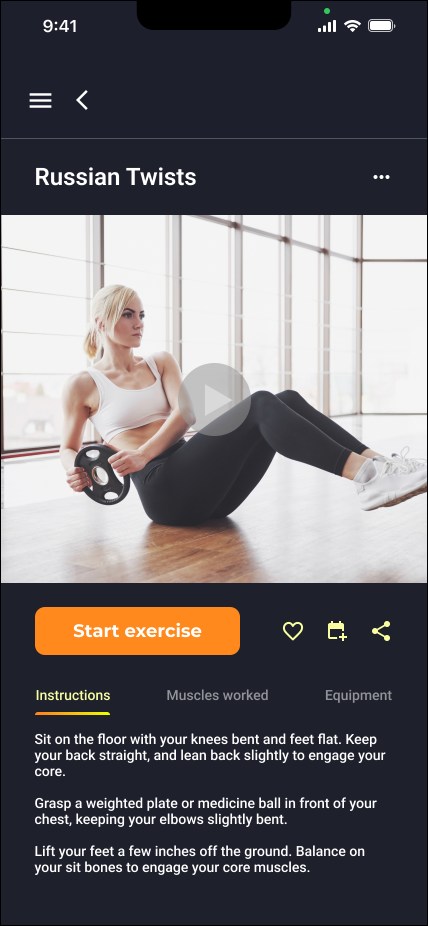 9:41
Russian Twists
Start exercise
Instructions
Muscles worked
Equipment
Sit on the floor with your knees bent and feet flat. Keep
your back straight, and lean back slightly to engage your
core.
Grasp a weighted plate or medicine ball in front of your
chest, keeping your elbows slightly bent.
Lift your feet a few inches off the ground. Balance on
your sit bones to engage your core muscles.